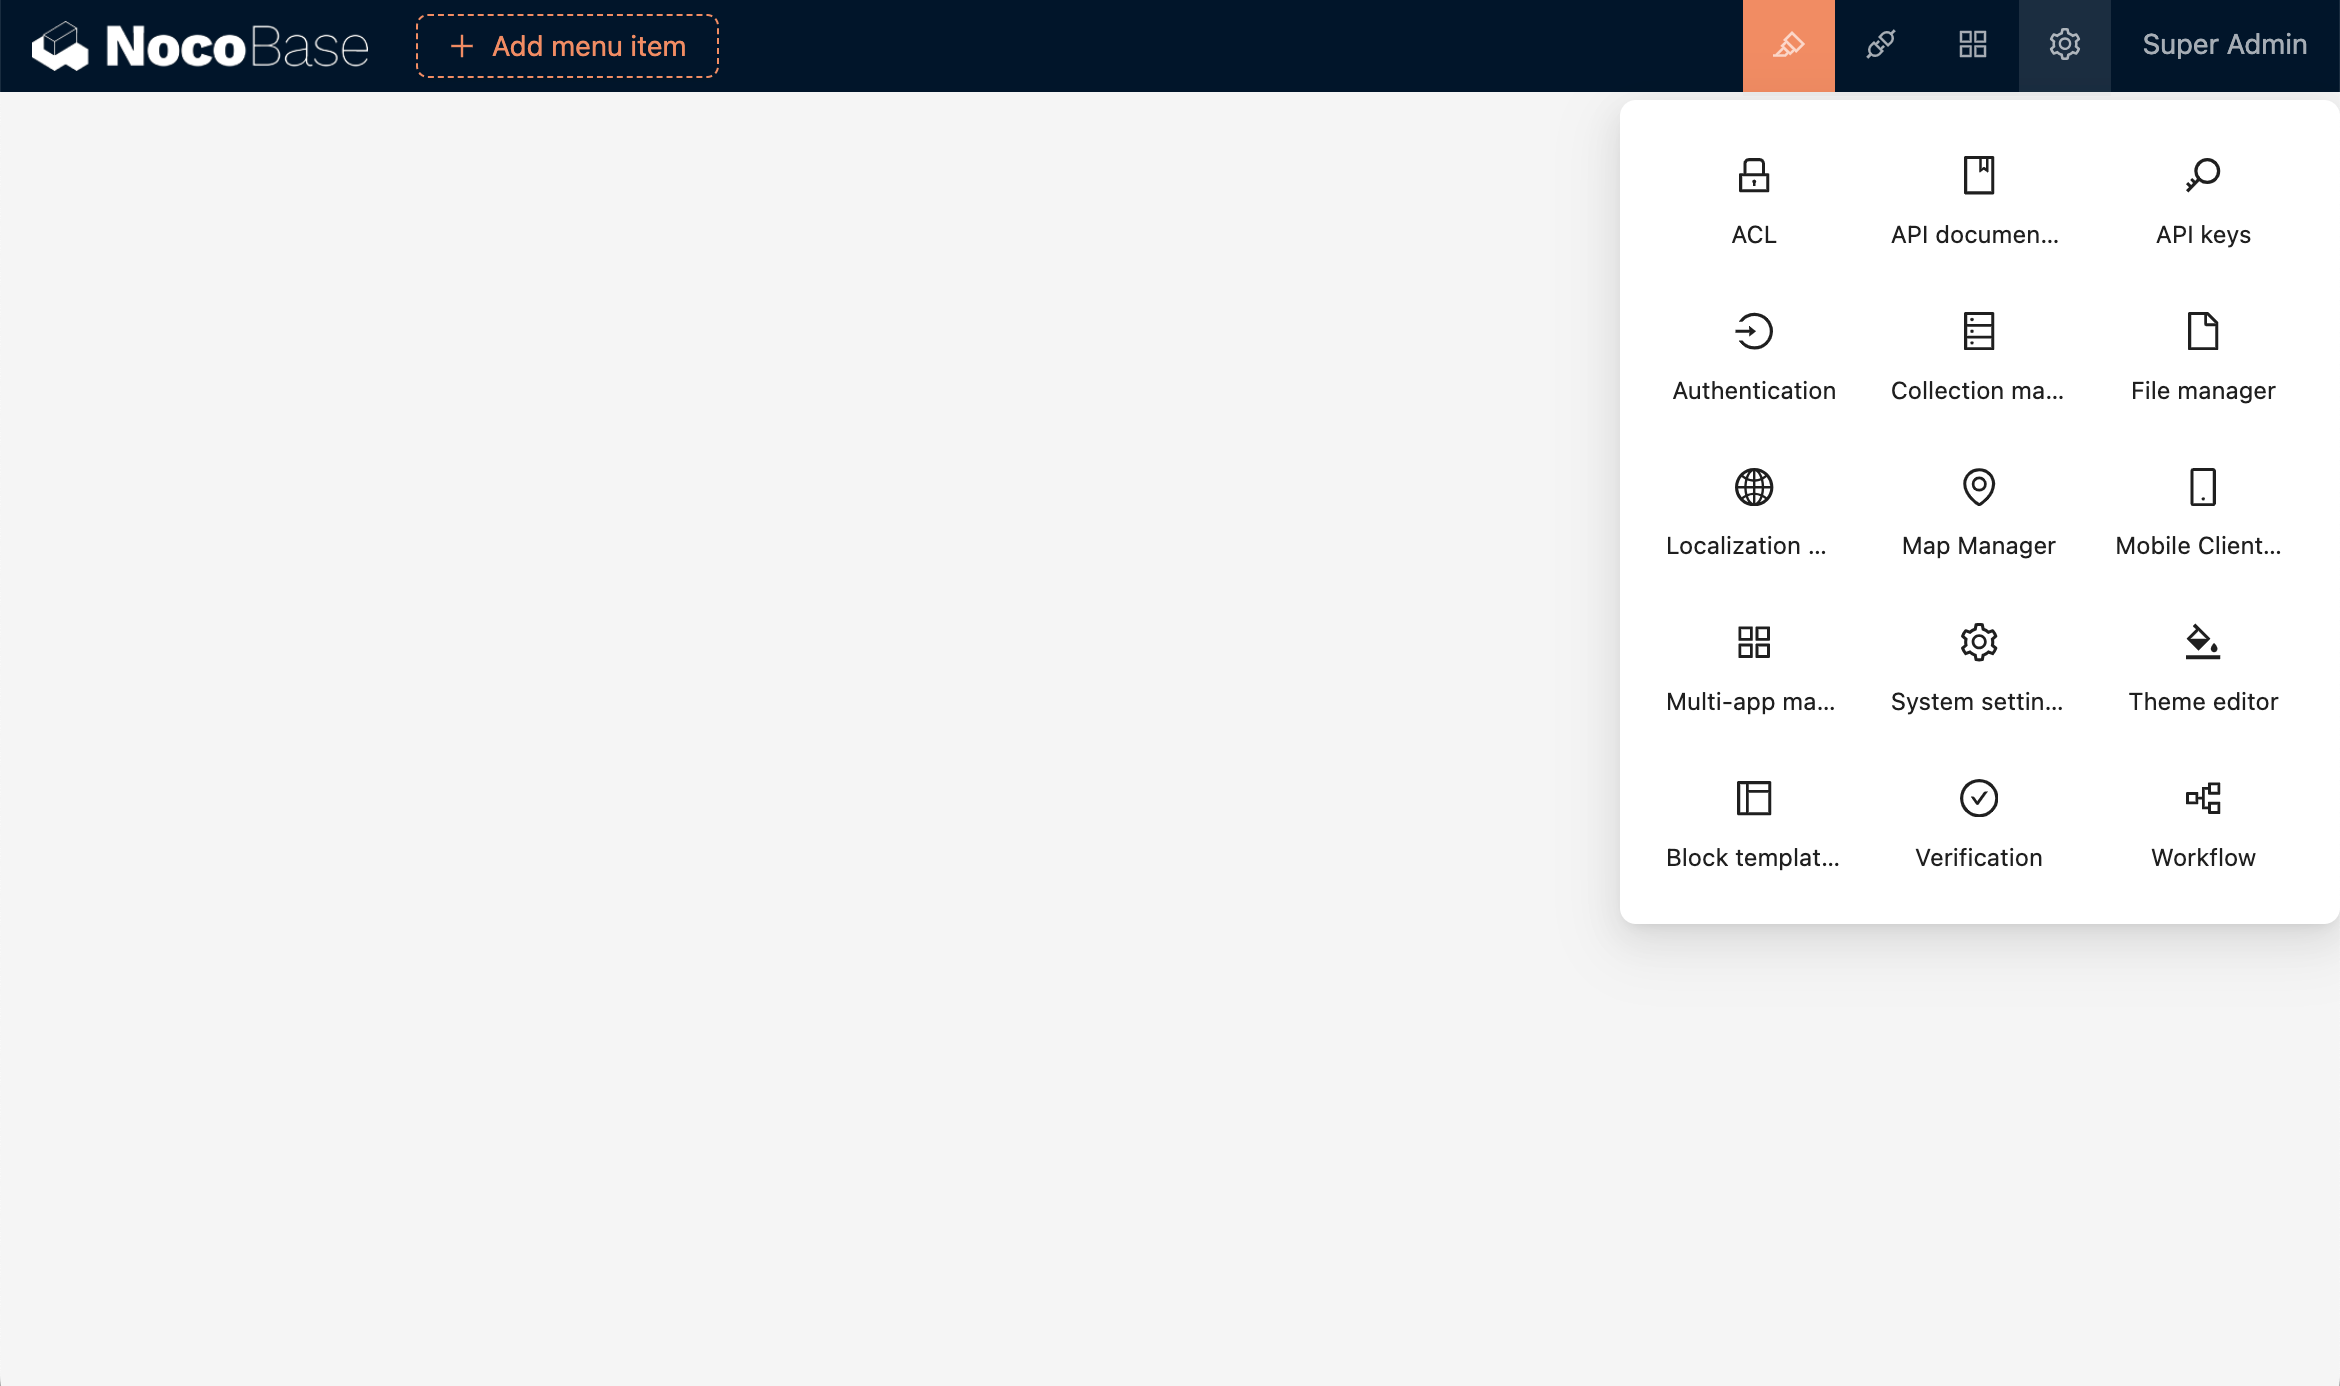 NocoBase
Add menu item
Super Admin
ACL
API documen...
API keys
Authentication
Collection ma...
File manager
Localization ...
Map Manager
Mobile Client...
Multi-app ma...
System settin...
Theme editor
Block templat...
Verification
Workflow